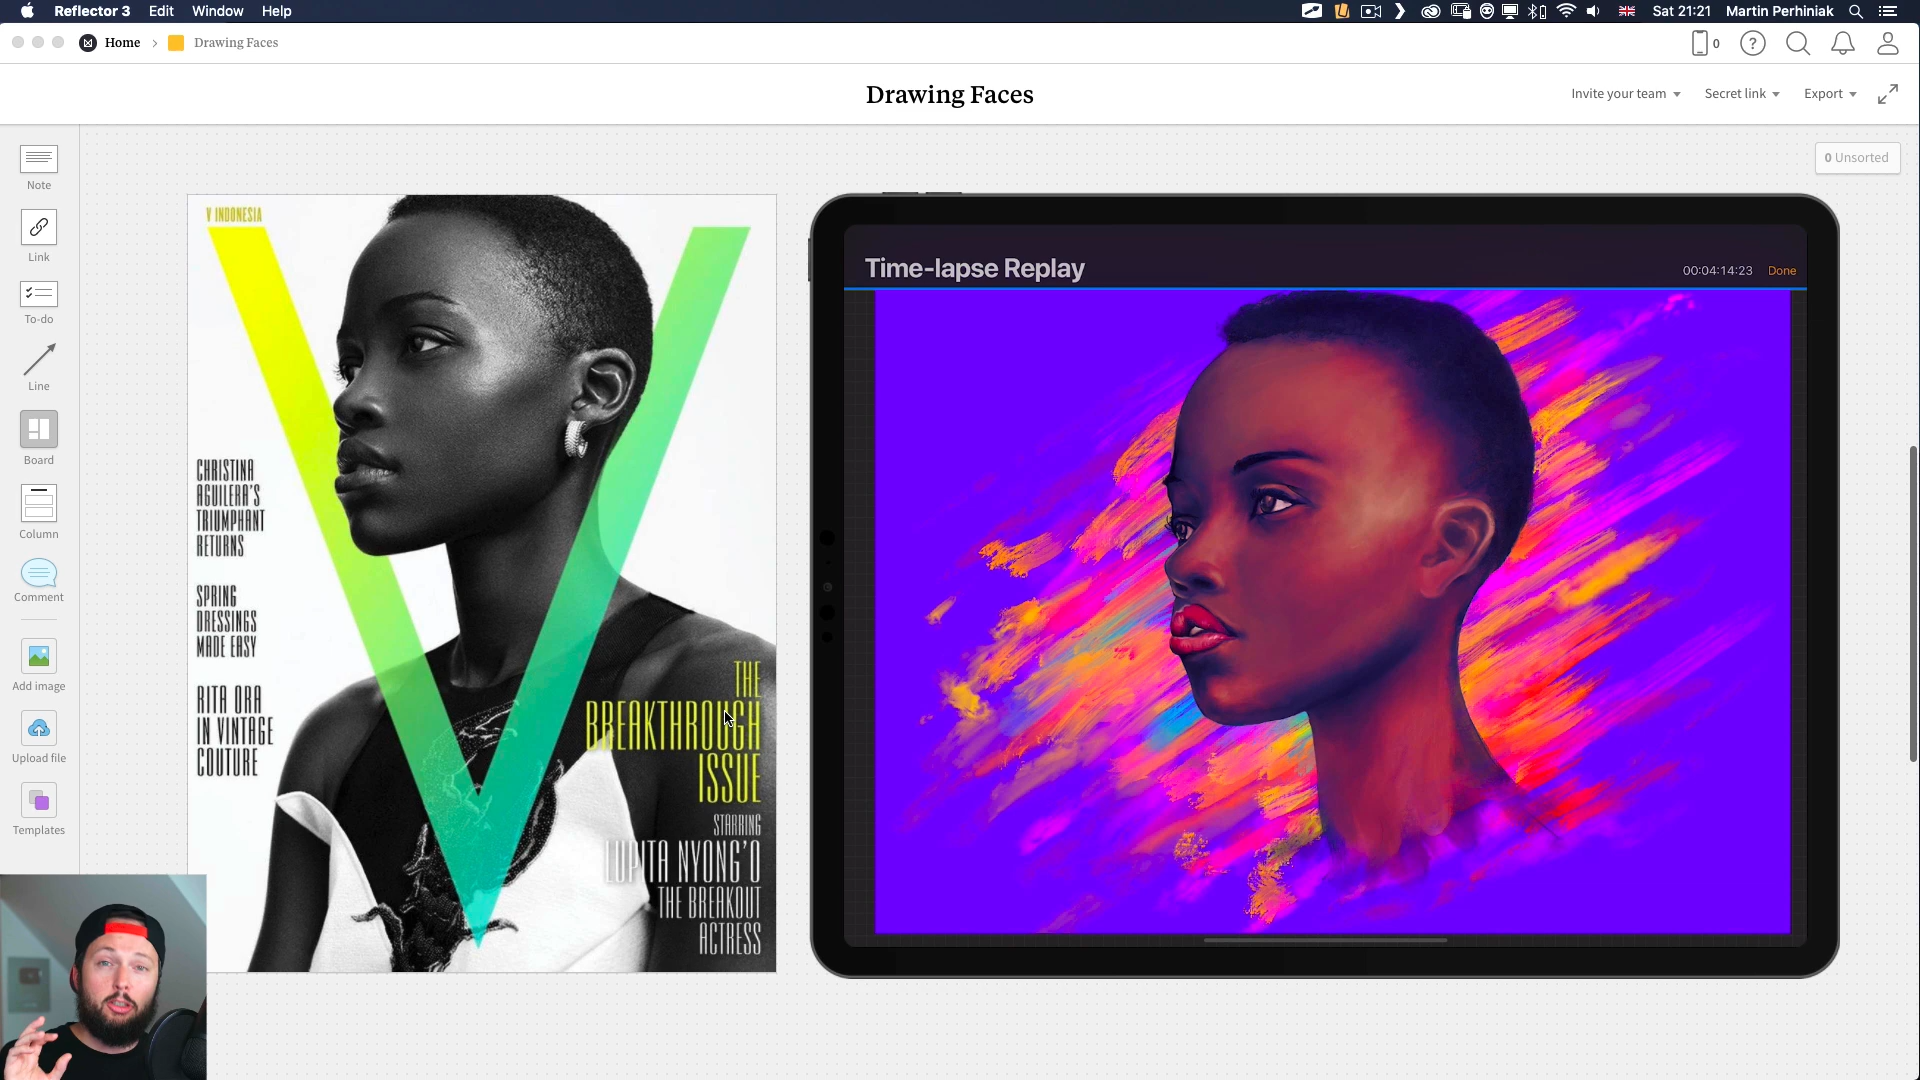 Reflector 3 Edit Window Help
Sat 21:21 Martin Perhiniak
Home > Drawing Faces
0
?
Drawing Faces
Invite your team
Secret link
Export
0 Unsorted
Note
Link
To-do
Line
Board
Column
Comment
Add image
Upload file
Templates
V INDONESIA
V
CHRISTINA
AGUILERA'S
TRIUMPHANT
RETURNS
SPRING
DRESSINGS
MADE EASY
RITA ORA
IN VINTAGE
COUTURE
THE
BREAKTHROUGH
ISSUE
STARRING
LUPITA NYONG'O
THE BREAKOUT
ACTRESS
Time-lapse Replay
00:04:14:23 Done